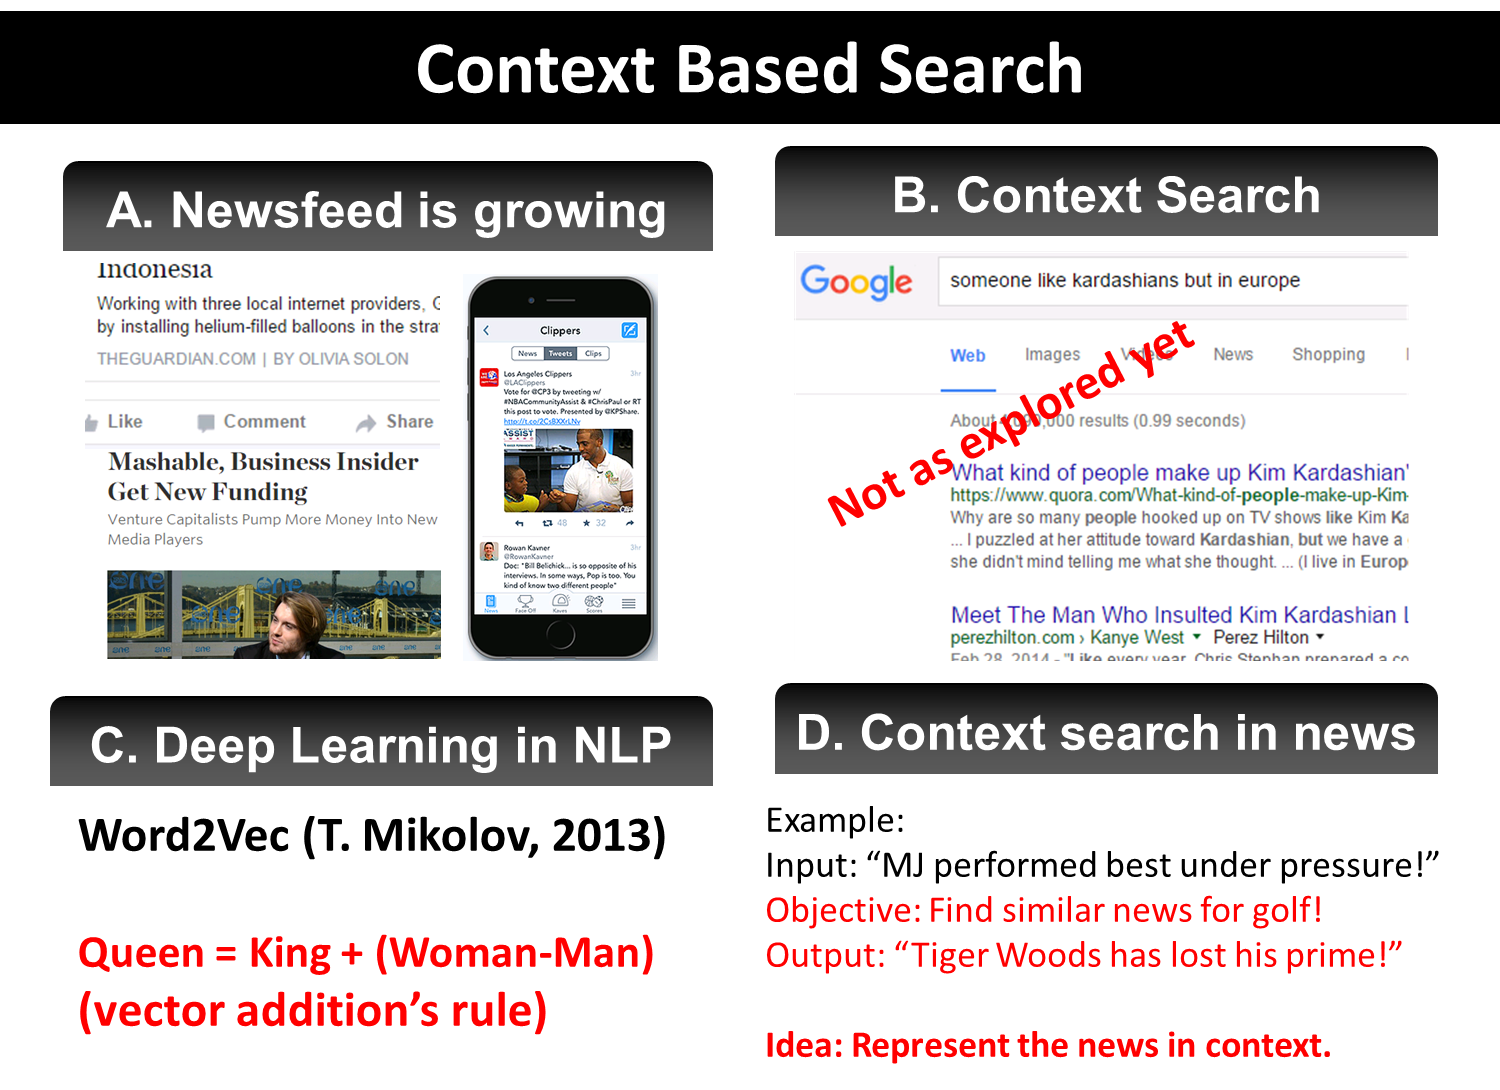 Context Based Search
A. Newsfeed is growing
Indonesia
Working with three local internet providers,
by installing helium-filled balloons in the
THEGUARDIAN.COM | BY OLIVIA SOLON
Like Comment Share
Mashable, Business Insider
Get New Funding
Venture Capitalists Pump More Money Into New
Media Players
one one one
one one one one one
Clippers
News Tweets Clips
Los Angeles Clippers 3hr
@LAClippers
Vote for @CP3 by tweeting w/
#NBACommunityAssist & #ChrisPaul or RT
this post to vote. Presented by @KPShare.
http://t.co/2CsBXXrLNv
ASSIST
48 32
Rowan Kavner 3hr
@RowanKavner
Doc: "Bill Belichick... is so opposite of his
interviews. In some ways, Pop is too. You
kind of know two different people"
News Face Off Kaves Scores
B. Context Search
Google someone like kardashians but in europe
Web Images Videos News Shopping
About 000 results (0.99 seconds)
Not as explored yet
What kind of people make up Kim Kardashian'
https://www.quora.com/What-kind-of-people-make-up-Kim-
Why are so many people hooked up on TV shows like Kim Ka
... I puzzled at her attitude toward Kardashian, but we have a
she didn't mind telling me what she thought. ... (I live in Europ
Meet The Man Who Insulted Kim Kardashian
perezhilton.com › Kanye West ▾ Perez Hilton ▾
Feb 28, 2014 - "Like every year, Chris Stephan prepared a co
C. Deep Learning in NLP
Word2Vec (T. Mikolov, 2013)
Queen = King + (Woman-Man)
(vector addition’s rule)
D. Context search in news
Example:
Input: “MJ performed best under pressure!”
Objective: Find similar news for golf!
Output: “Tiger Woods has lost his prime!”
Idea: Represent the news in context.